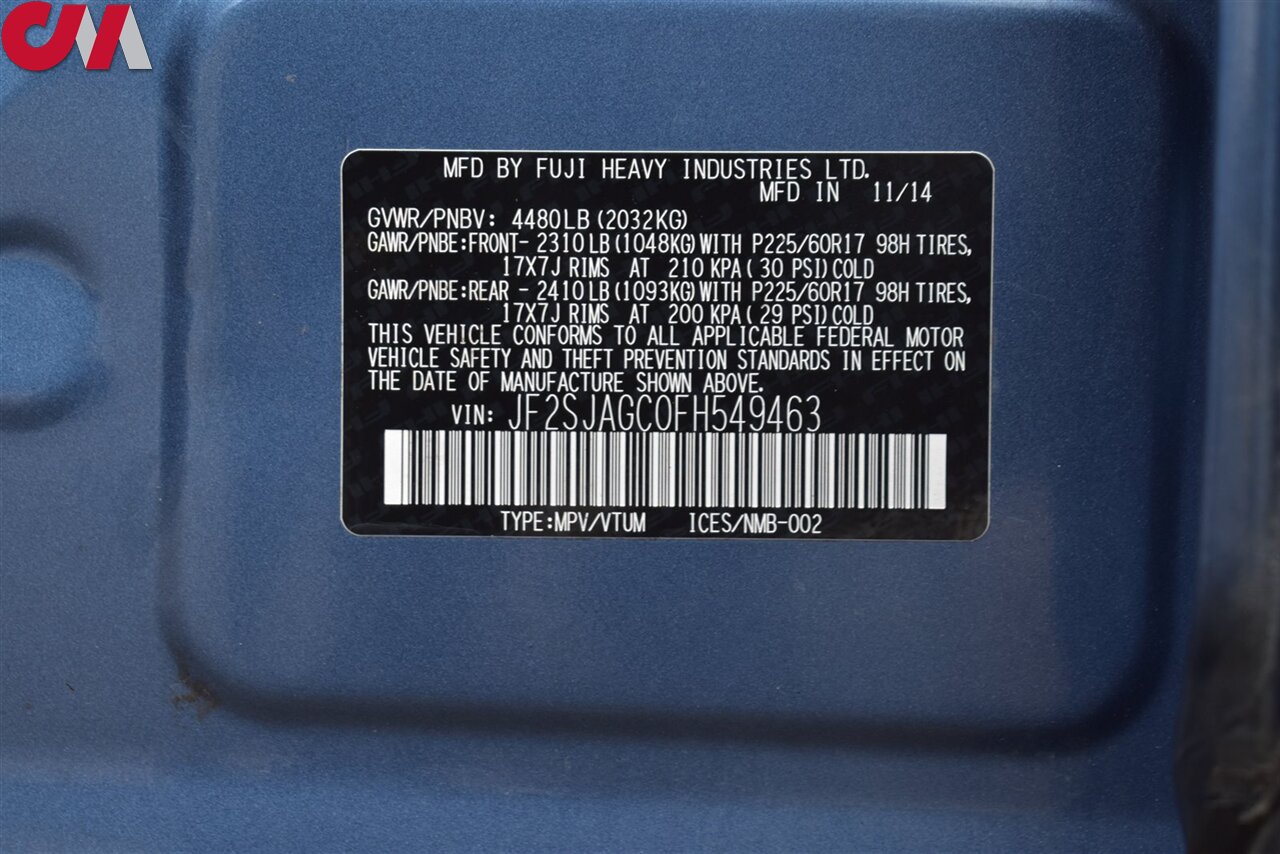 CM
MFD BY FUJI HEAVY INDUSTRIES LTD.
MFD IN 11/14
GVWR/PNBV: 4480LB(2032KG)
GAWR/PNBE:FRONT- 2310LB(1048KG)WITH P225/60R17 98H TIRES,
17X7J RIMS AT 210 KPA(30 PSI)COLD
GAWR/PNBE:REAR - 2410LB(1093KG)WITH P225/60R17 98H TIRES,
17X7J RIMS AT 200 KPA(29 PSI)COLD
THIS VEHICLE CONFORMS TO ALL APPLICABLE FEDERAL MOTOR
VEHICLE SAFETY AND THEFT PREVENTION STANDARDS IN EFFECT ON
THE DATE OF MANUFACTURE SHOWN ABOVE.
VIN: JF2SJAGC0FH549463
TYPE:MPV/VTUM ICES/NMB-002